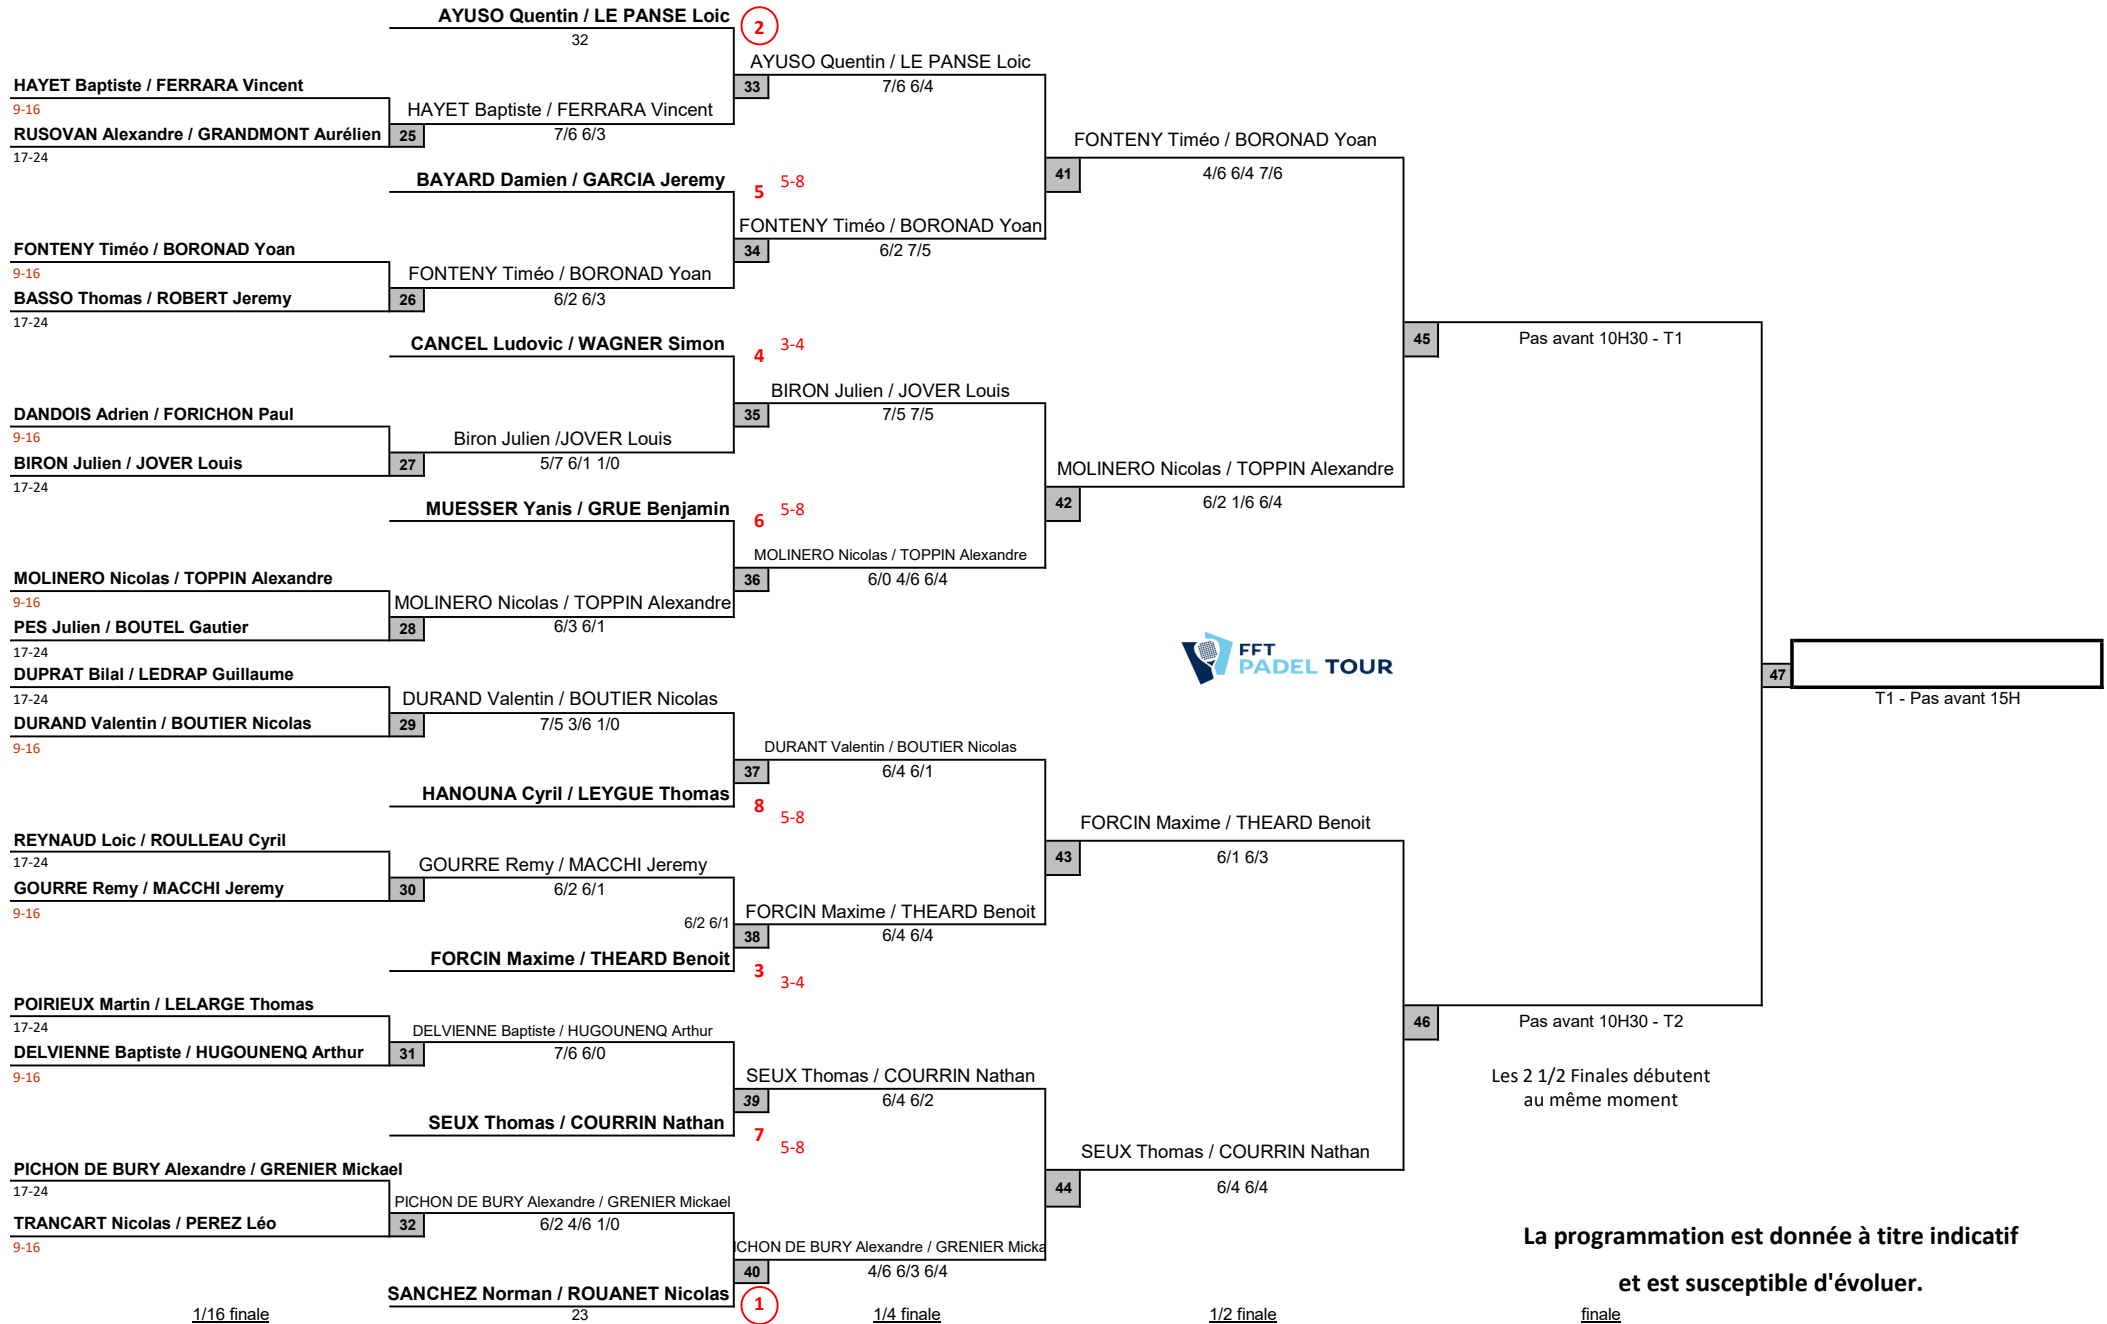 AYUSO Quentin / LE PANSE Loic
2
32
AYUSO Quentin / LE PANSE Loic
33
7/6 6/4
HAYET Baptiste / FERRARA Vincent
9-16
HAYET Baptiste / FERRARA Vincent
RUSOVAN Alexandre / GRANDMONT Aurélien
25
7/6 6/3
17-24
FONTENY Timéo / BORONAD Yoan
41
4/6 6/4 7/6
BAYARD Damien / GARCIA Jeremy
5
5-8
FONTENY Timéo / BORONAD Yoan
34
6/2 7/5
FONTENY Timéo / BORONAD Yoan
9-16
FONTENY Timéo / BORONAD Yoan
BASSO Thomas / ROBERT Jeremy
26
6/2 6/3
17-24
CANCEL Ludovic / WAGNER Simon
4
3-4
45
Pas avant 10H30 - T1
BIRON Julien / JOVER Louis
35
7/5 7/5
DANDOIS Adrien / FORICHON Paul
9-16
Biron Julien /JOVER Louis
BIRON Julien / JOVER Louis
27
5/7 6/1 1/0
17-24
MOLINERO Nicolas / TOPPIN Alexandre
42
6/2 1/6 6/4
MUESSER Yanis / GRUE Benjamin
6
5-8
MOLINERO Nicolas / TOPPIN Alexandre
36
6/0 4/6 6/4
MOLINERO Nicolas / TOPPIN Alexandre
9-16
MOLINERO Nicolas / TOPPIN Alexandre
PES Julien / BOUTEL Gautier
28
6/3 6/1
17-24
FFT
PADEL TOUR
47
T1 - Pas avant 15H
DUPRAT Bilal / LEDRAP Guillaume
17-24
DURAND Valentin / BOUTIER Nicolas
DURAND Valentin / BOUTIER Nicolas
29
7/5 3/6 1/0
9-16
DURANT Valentin / BOUTIER Nicolas
37
6/4 6/1
HANOUNA Cyril / LEYGUE Thomas
8
5-8
FORCIN Maxime / THEARD Benoit
43
6/1 6/3
REYNAUD Loic / ROULLEAU Cyril
17-24
GOURRE Remy / MACCHI Jeremy
GOURRE Remy / MACCHI Jeremy
30
6/2 6/1
9-16
6/2 6/1
FORCIN Maxime / THEARD Benoit
38
6/4 6/4
FORCIN Maxime / THEARD Benoit
3
3-4
POIRIEUX Martin / LELARGE Thomas
17-24
DELVIENNE Baptiste / HUGOUNENQ Arthur
DELVIENNE Baptiste / HUGOUNENQ Arthur
31
7/6 6/0
9-16
46
Pas avant 10H30 - T2
Les 2 1/2 Finales débutent
au même moment
SEUX Thomas / COURRIN Nathan
39
6/4 6/2
SEUX Thomas / COURRIN Nathan
7
5-8
SEUX Thomas / COURRIN Nathan
44
6/4 6/4
PICHON DE BURY Alexandre / GRENIER Mickael
17-24
PICHON DE BURY Alexandre / GRENIER Mickael
TRANCART Nicolas / PEREZ Léo
32
6/2 4/6 1/0
9-16
ICHON DE BURY Alexandre / GRENIER Micka
40
4/6 6/3 6/4
SANCHEZ Norman / ROUANET Nicolas
1
23
La programmation est donnée à titre indicatif
et est susceptible d'évoluer.
1/16 finale
1/4 finale
1/2 finale
finale